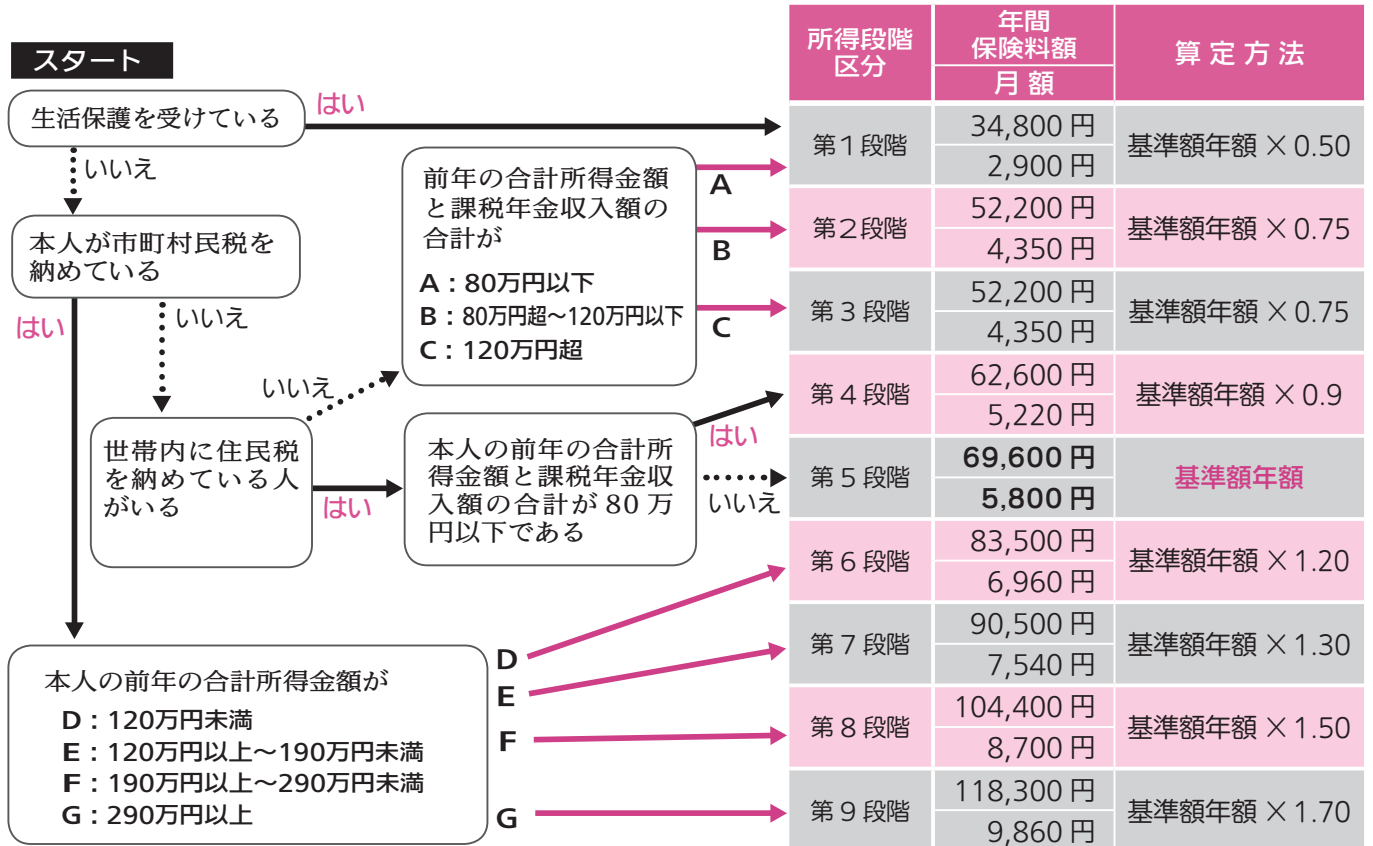 スタート
生活保護を受けている
はい
いいえ
本人が市町村民税を
納めている
はい
いいえ
世帯内に住民税
を納めている人
がいる
いいえ
はい
前年の合計所得金額
と課税年金収入額の
合計が
A:80万円以下
B:80万円超~120万円以下
C:120万円超
A
B
C
本人の前年の合計所
得金額と課税年金収
入額の合計が 80 万
円以下である
はい
いいえ
本人の前年の合計所得金額が
D:120万円未満
E:120万円以上~190万円未満
F:190万円以上~290万円未満
G:290万円以上
D
E
F
G
所得段階
区分
年間
保険料額
月 額
算 定 方 法
第1段階
34,800 円
2,900 円
基準額年額 × 0.50
第2段階
52,200 円
4,350 円
基準額年額 × 0.75
第 3 段階
52,200 円
4,350 円
基準額年額 × 0.75
第 4 段階
62,600 円
5,220 円
基準額年額 × 0.9
第 5 段階
69,600 円
5,800 円
基準額年額
第 6 段階
83,500 円
6,960 円
基準額年額 × 1.20
第 7 段階
90,500 円
7,540 円
基準額年額 × 1.30
第 8 段階
104,400 円
8,700 円
基準額年額 × 1.50
第 9 段階
118,300 円
9,860 円
基準額年額 × 1.70